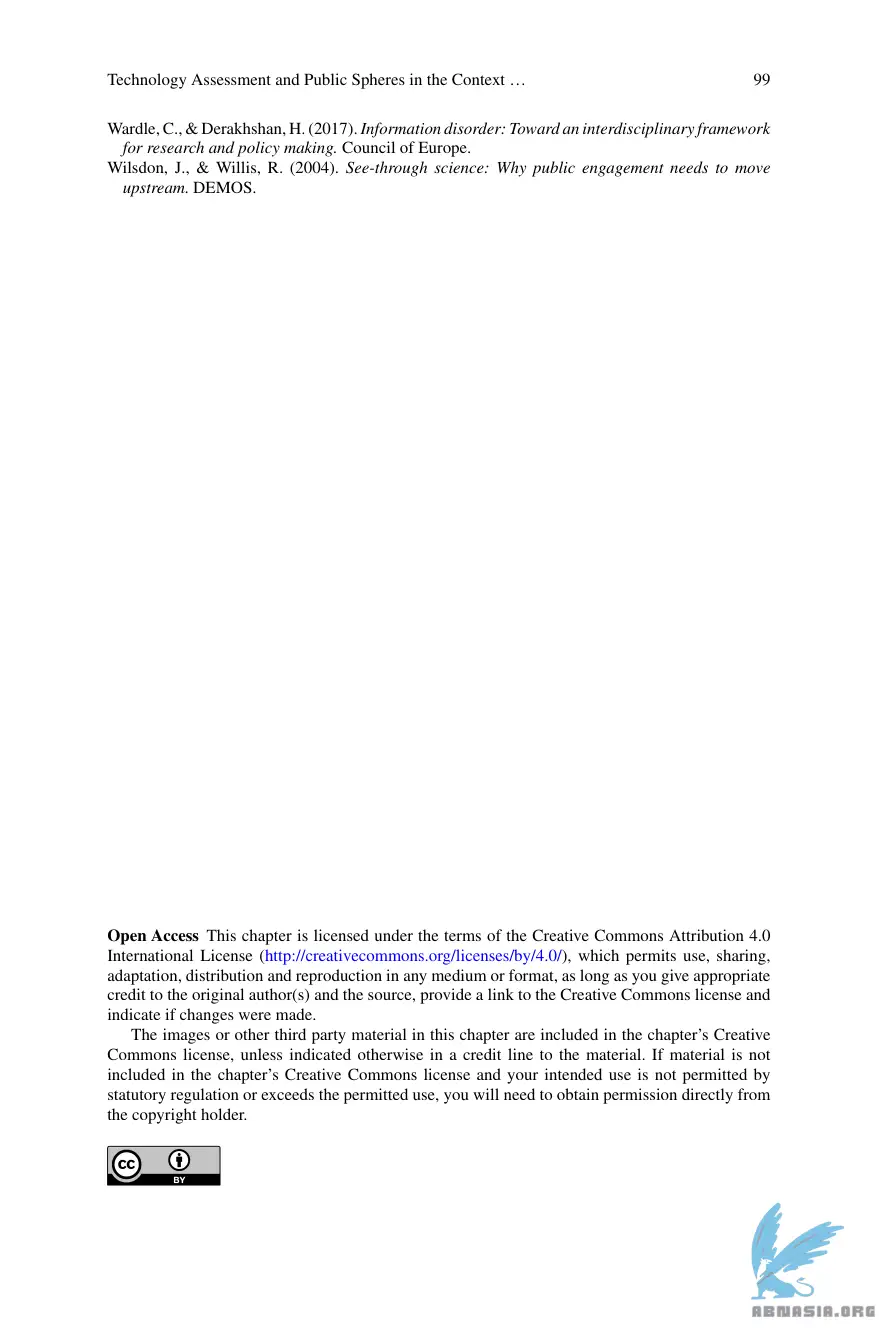 Technology Assessment and Public Spheres in the Context … 99
Wardle, C., & Derakhshan, H. (2017). Information disorder: Toward an interdisciplinary framework
for research and policy making. Council of Europe.
Wilsdon, J., & Willis, R. (2004). See-through science: Why public engagement needs to move
upstream. DEMOS.
Open Access This chapter is licensed under the terms of the Creative Commons Attribution 4.0
International License (http://creativecommons.org/licenses/by/4.0/), which permits use, sharing,
adaptation, distribution and reproduction in any medium or format, as long as you give appropriate
credit to the original author(s) and the source, provide a link to the Creative Commons license and
indicate if changes were made.
The images or other third party material in this chapter are included in the chapter’s Creative
Commons license, unless indicated otherwise in a credit line to the material. If material is not
included in the chapter’s Creative Commons license and your intended use is not permitted by
statutory regulation or exceeds the permitted use, you will need to obtain permission directly from
the copyright holder.
cc
BY
ABNASIA.ORG